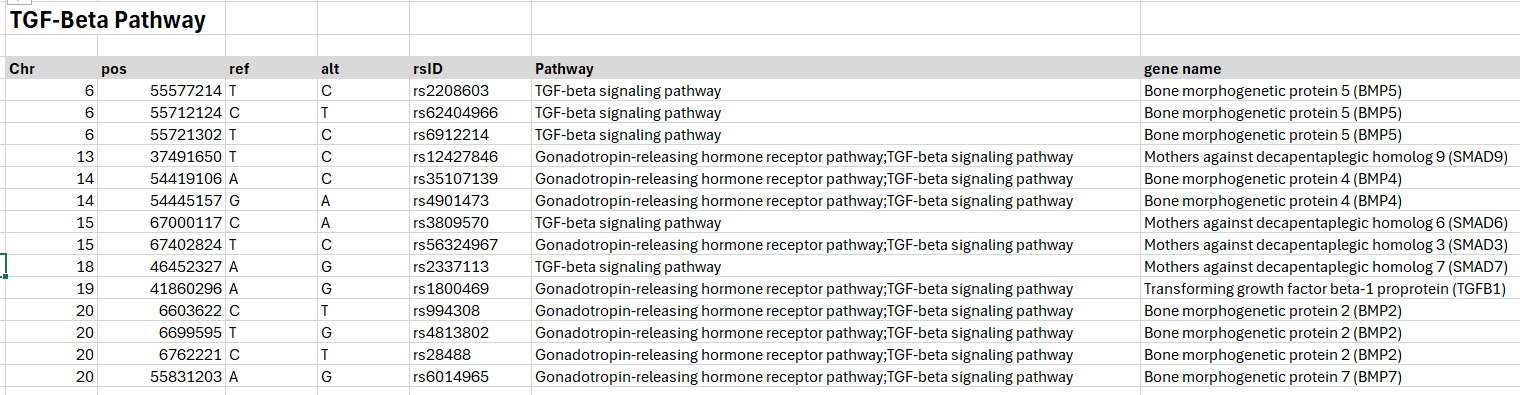 TGF-Beta Pathway
Chr pos ref alt rsID Pathway gene name
6 55577214 T C rs2208603 TGF-beta signaling pathway Bone morphogenetic protein 5 (BMP5)
6 55712124 C T rs62404966 TGF-beta signaling pathway Bone morphogenetic protein 5 (BMP5)
6 55721302 T C rs6912214 TGF-beta signaling pathway Bone morphogenetic protein 5 (BMP5)
13 37491650 T C rs12427846 Gonadotropin-releasing hormone receptor pathway;TGF-beta signaling pathway Mothers against decapentaplegic homolog 9 (SMAD9)
14 54419106 A C rs35107139 Gonadotropin-releasing hormone receptor pathway;TGF-beta signaling pathway Bone morphogenetic protein 4 (BMP4)
14 54445157 G A rs4901473 Gonadotropin-releasing hormone receptor pathway;TGF-beta signaling pathway Bone morphogenetic protein 4 (BMP4)
15 67000117 C A rs3809570 TGF-beta signaling pathway Mothers against decapentaplegic homolog 6 (SMAD6)
15 67402824 T C rs56324967 Gonadotropin-releasing hormone receptor pathway;TGF-beta signaling pathway Mothers against decapentaplegic homolog 3 (SMAD3)
18 46452327 A G rs2337113 TGF-beta signaling pathway Mothers against decapentaplegic homolog 7 (SMAD7)
19 41860296 A G rs1800469 Gonadotropin-releasing hormone receptor pathway;TGF-beta signaling pathway Transforming growth factor beta-1 proprotein (TGFB1)
20 6603622 C T rs994308 Gonadotropin-releasing hormone receptor pathway;TGF-beta signaling pathway Bone morphogenetic protein 2 (BMP2)
20 6699595 T G rs4813802 Gonadotropin-releasing hormone receptor pathway;TGF-beta signaling pathway Bone morphogenetic protein 2 (BMP2)
20 6762221 C T rs28488 Gonadotropin-releasing hormone receptor pathway;TGF-beta signaling pathway Bone morphogenetic protein 2 (BMP2)
20 55831203 A G rs6014965 Gonadotropin-releasing hormone receptor pathway;TGF-beta signaling pathway Bone morphogenetic protein 7 (BMP7)